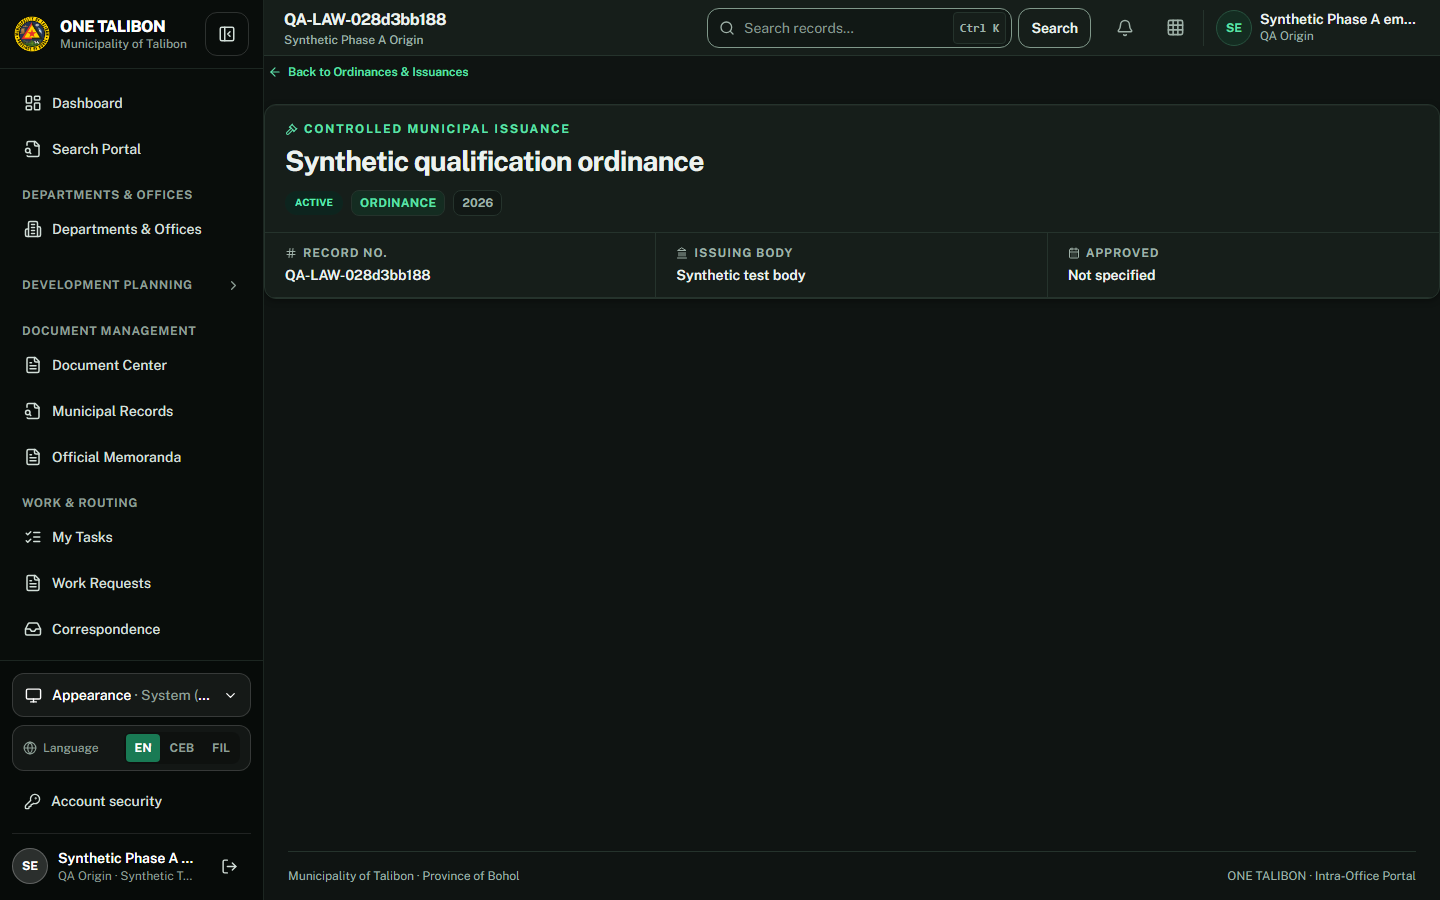 ONE TALIBON
Municipality of Talibon
Dashboard
Search Portal
DEPARTMENTS & OFFICES
Departments & Offices
DEVELOPMENT PLANNING
DOCUMENT MANAGEMENT
Document Center
Municipal Records
Official Memoranda
WORK & ROUTING
My Tasks
Work Requests
Correspondence
Appearance · System (...
Language EN CEB FIL
Account security
SE Synthetic Phase A ...
QA Origin · Synthetic T...
QA-LAW-028d3bb188
Synthetic Phase A Origin
Search records... Ctrl K Search
SE Synthetic Phase A em...
QA Origin
Back to Ordinances & Issuances
CONTROLLED MUNICIPAL ISSUANCE
Synthetic qualification ordinance
ACTIVE ORDINANCE 2026
RECORD NO.
QA-LAW-028d3bb188
ISSUING BODY
Synthetic test body
APPROVED
Not specified
Municipality of Talibon · Province of Bohol
ONE TALIBON · Intra-Office Portal